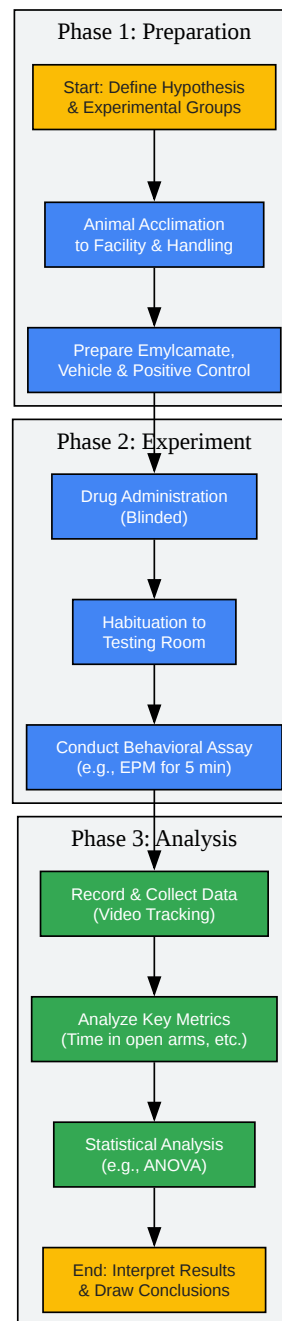 Phase 1: Preparation
Start: Define Hypothesis
& Experimental Groups
Animal Acclimation
to Facility & Handling
Prepare Emylcamate,
Vehicle & Positive Control
Phase 2: Experiment
Drug Administration
(Blinded)
Habituation to
Testing Room
Conduct Behavioral Assay
(e.g., EPM for 5 min)
Phase 3: Analysis
Record & Collect Data
(Video Tracking)
Analyze Key Metrics
(Time in open arms, etc.)
Statistical Analysis
(e.g., ANOVA)
End: Interpret Results
& Draw Conclusions